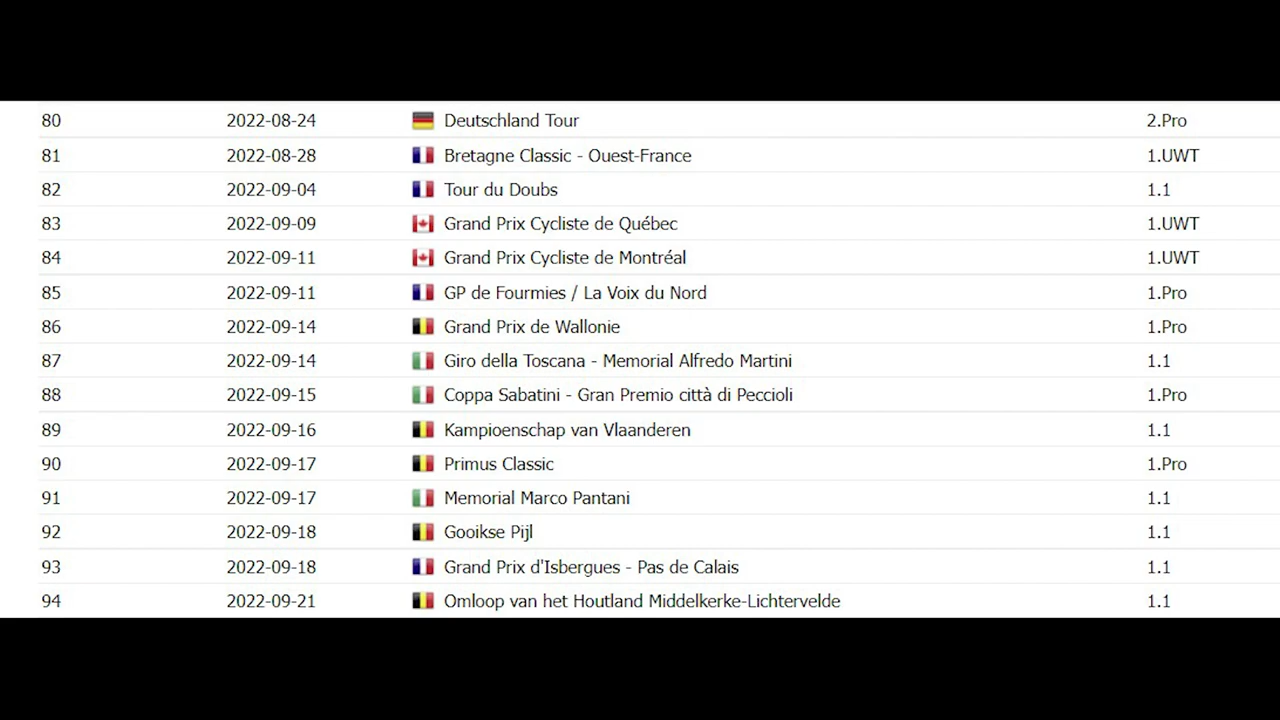 80 2022-08-24 Deutschland Tour 2.Pro
81 2022-08-28 Bretagne Classic - Ouest-France 1.UWT
82 2022-09-04 Tour du Doubs 1.1
83 2022-09-09 Grand Prix Cycliste de Québec 1.UWT
84 2022-09-11 Grand Prix Cycliste de Montréal 1.UWT
85 2022-09-11 GP de Fourmies / La Voix du Nord 1.Pro
86 2022-09-14 Grand Prix de Wallonie 1.Pro
87 2022-09-14 Giro della Toscana - Memorial Alfredo Martini 1.1
88 2022-09-15 Coppa Sabatini - Gran Premio città di Peccioli 1.Pro
89 2022-09-16 Kampioenschap van Vlaanderen 1.1
90 2022-09-17 Primus Classic 1.Pro
91 2022-09-17 Memorial Marco Pantani 1.1
92 2022-09-18 Gooikse Pijl 1.1
93 2022-09-18 Grand Prix d'Isbergues - Pas de Calais 1.1
94 2022-09-21 Omloop van het Houtland Middelkerke-Lichtervelde 1.1